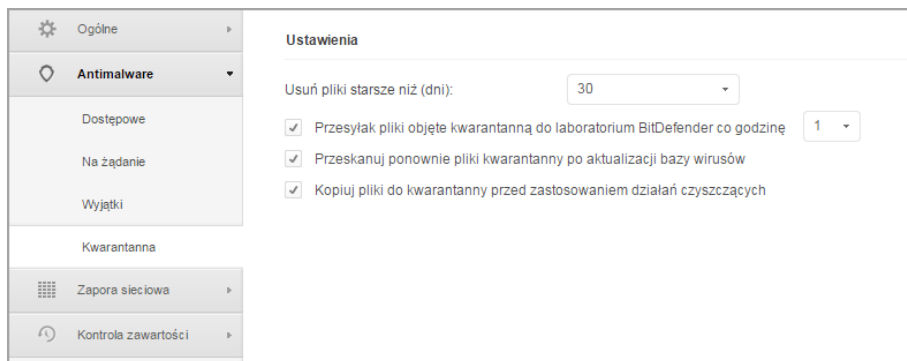 Ogólne
Antimalware
Dostępowe
Na żądanie
Wyjątki
Kwarantanna
Zapora sieciowa
Kontrola zawartości
Ustawienia
Usuń pliki starsze niż (dni): 30
Przesyłak pliki objęte kwarantanną do laboratorium BitDefender co godzinę 1
Przeskanuj ponownie pliki kwarantanny po aktualizacji bazy wirusów
Kopiuj pliki do kwarantanny przed zastosowaniem działań czyszczących